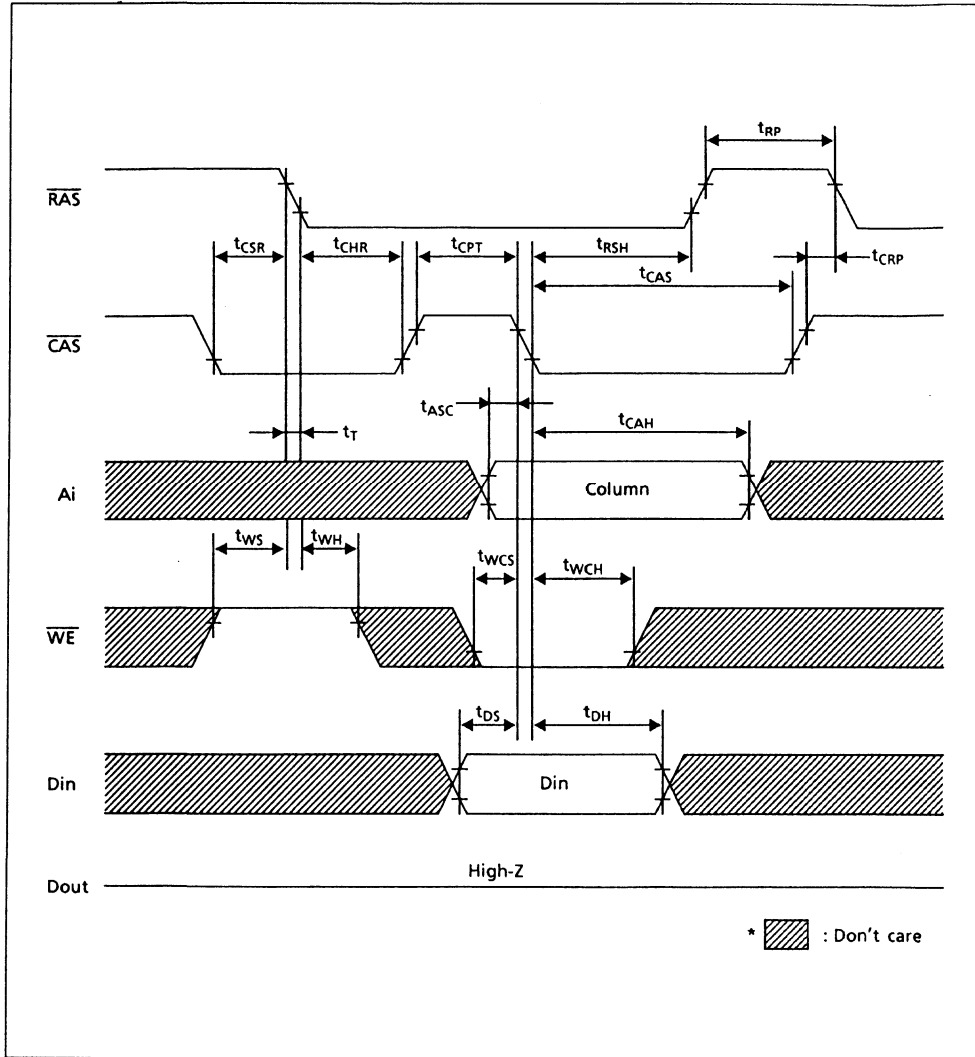 tRP
RAS
tCSR tCHR tCPT tRSH tCRP
tCAS
CAS
tASC tCAH
tT
Ai Column
tWS tWH tWCS tWCH
WE
tDS tDH
Din Din
High-Z
Dout
* : Don't care